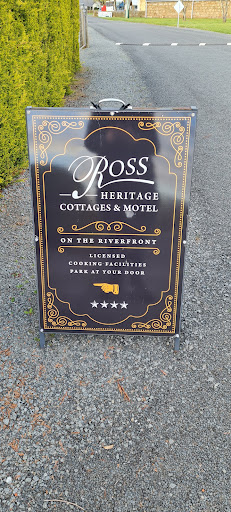 ROSS
HERITAGE
COTTAGES & MOTEL
ON THE RIVERFRONT
LICENSED
COOKING FACILITIES
PARK AT YOUR DOOR